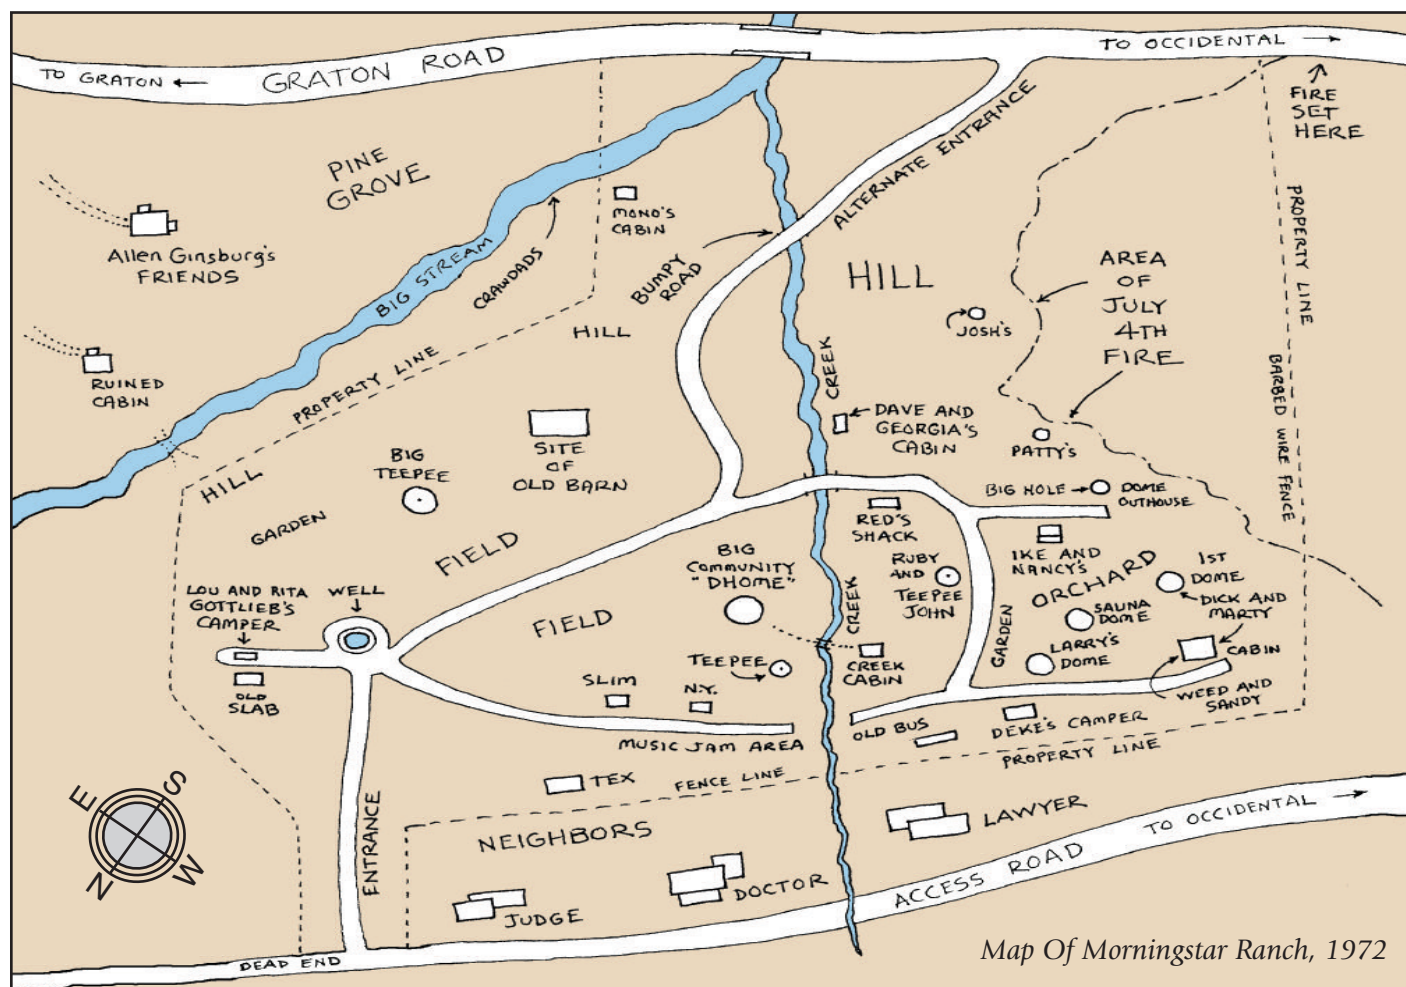 TO OCCIDENTAL →
TO GRATON ←
GRATON ROAD
FIRE
SET
HERE
ALTERNATE ENTRANCE
PINE
GROVE
MONO'S
CABIN
Allen Ginsburg's
FRIENDS
BIG STREAM
CRAWDADS
BUMPY
ROAD
HILL
PROPERTY LINE
AREA
OF
JULY
4TH
FIRE
JOSH'S
HILL
RUINED
CABIN
PROPERTY LINE
CREEK
BARBED WIRE FENCE
DAVE AND
GEORGIA'S
CABIN
PATTY'S
SITE
OF
OLD BARN
BIG
TEEPEE
HILL
GARDEN
FIELD
BIG HOLE →
DOME
OUTHOUSE
RED'S
SHACK
IKE AND
NANCY'S
BIG
COMMUNITY
"DHOME"
RUBY
AND
TEEPEE
JOHN
ORCHARD
1ST
DOME
DICK AND
MARTY
SAUNA
DOME
LOU AND RITA
GOTTLIEB'S
CAMPER
WELL
FIELD
CREEK
GARDEN
LARRY'S
DOME
CABIN
TEEPEE
CREEK
CABIN
WEED AND
SANDY
OLD
SLAB
SLIM
N.Y.
OLD BUS
DEKE'S CAMPER
MUSIC JAM AREA
PROPERTY LINE
TEX
FENCE LINE
E
S
N
W
ENTRANCE
NEIGHBORS
LAWYER
TO OCCIDENTAL →
JUDGE
DOCTOR
ACCESS ROAD
DEAD END
Map Of Morningstar Ranch, 1972